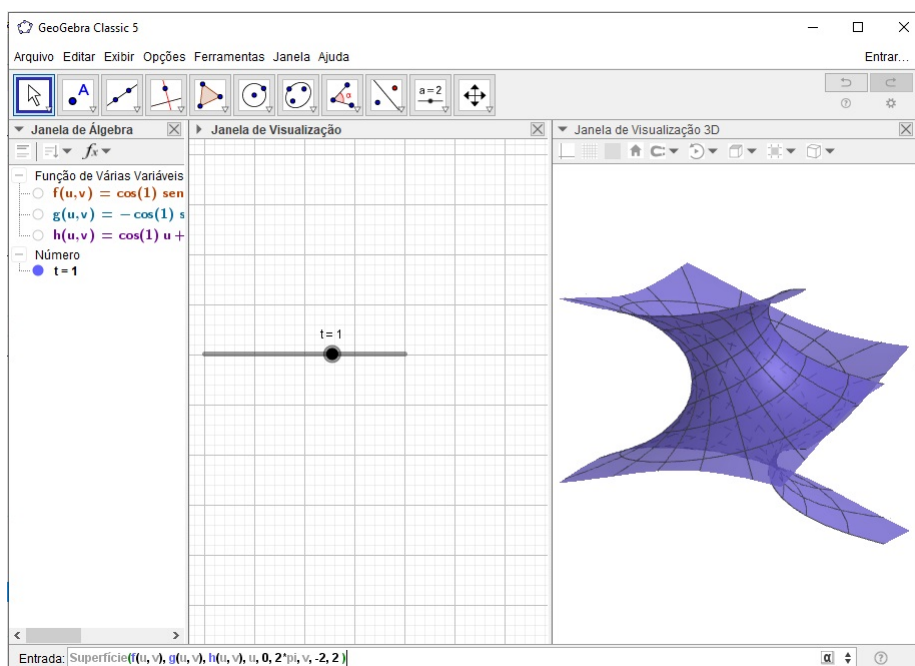 GeoGebra Classic 5
Arquivo Editar Exibir Opções Ferramentas Janela Ajuda Entrar...
A α a=2
Janela de Álgebra
fx
Função de Várias Variáveis
f(u,v) = cos(1) sen
g(u,v) = −cos(1) s
h(u,v) = cos(1) u +
Número
t = 1
Janela de Visualização
t = 1
Janela de Visualização 3D
Entrada: Superfície(f(u, v), g(u, v), h(u, v), u, 0, 2*pi, v, -2, 2 ) α